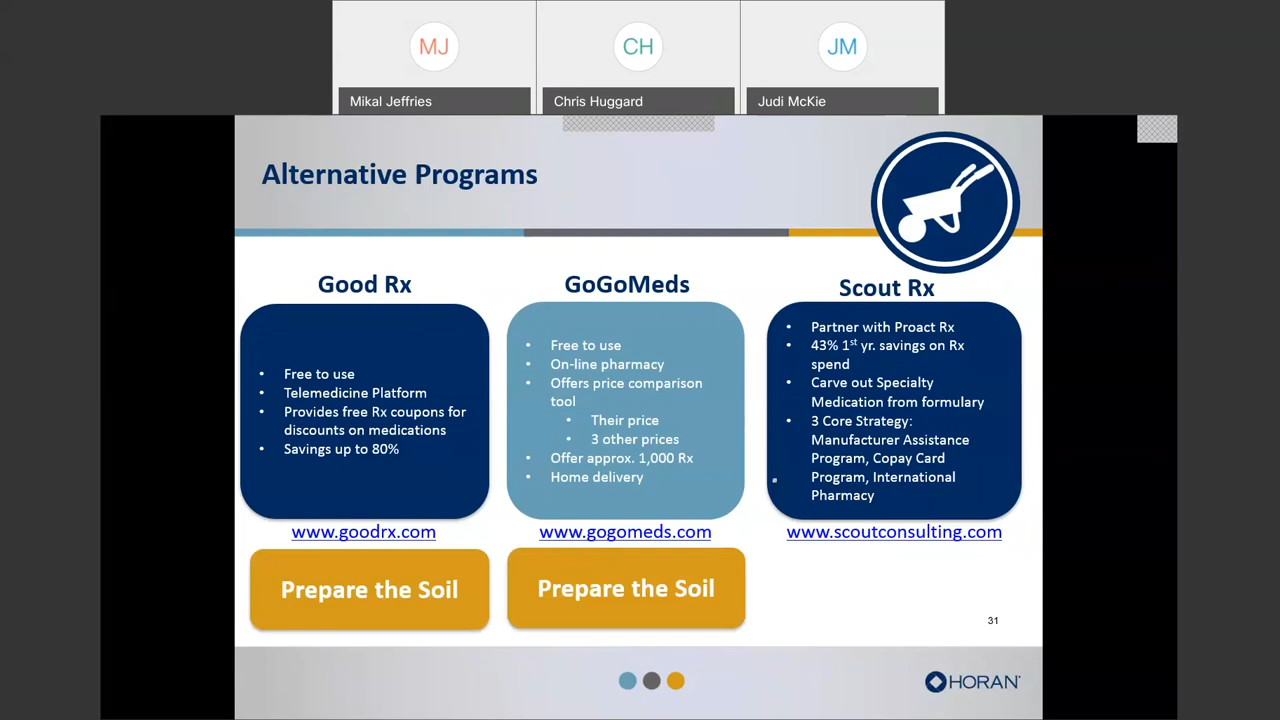 MJ
CH
JM
Mikal Jeffries
Chris Huggard
Judi McKie
Alternative Programs
Good Rx
• Free to use
• Telemedicine Platform
• Provides free Rx coupons for
discounts on medications
• Savings up to 80%
www.goodrx.com
Prepare the Soil
GoGoMeds
• Free to use
• On-line pharmacy
• Offers price comparison
tool
• Their price
• 3 other prices
• Offer approx. 1,000 Rx
• Home delivery
www.gogomeds.com
Prepare the Soil
Scout Rx
• Partner with Proact Rx
• 43% 1st yr. savings on Rx
spend
• Carve out Specialty
Medication from formulary
• 3 Core Strategy:
Manufacturer Assistance
Program, Copay Card
Program, International
Pharmacy
www.scoutconsulting.com
31
HORAN